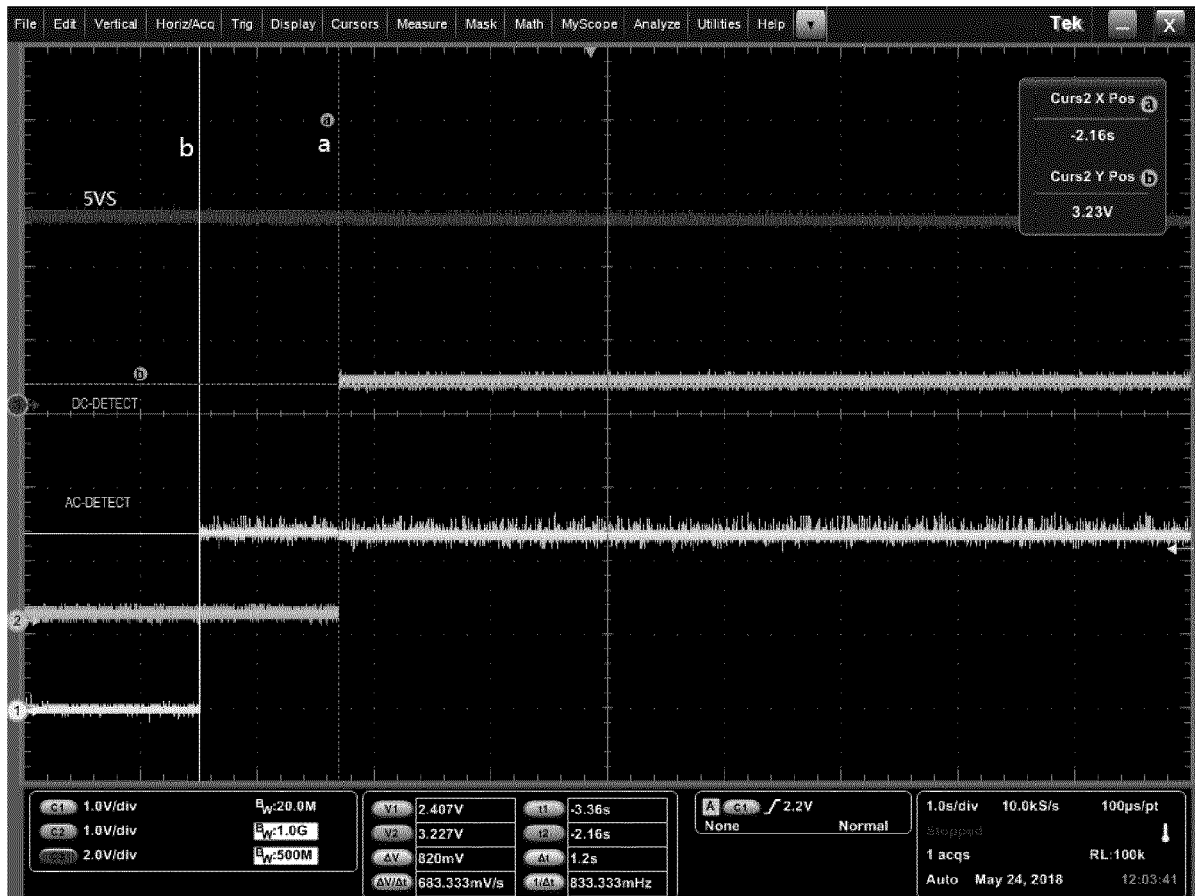 File Edit Vertical Horiz/Acq Trig Display Cursors Measure Mask Math MyScope Analyze Utilities Help Tek X
Curs2 X Pos a
-2.16s
Curs2 Y Pos b
3.23V
a
b a
5VS
b
DC-DETECT
AC-DETECT
2
1
C1 1.0V/div BW:20.0M
C2 1.0V/div BW:1.0G
2.0V/div BW:500M
V1 2.407V t1 -3.36s
V2 3.227V t2 -2.16s
ΔV 820mV Δt 1.2s
ΔV/Δt 683.333mV/s 1/Δt 833.333mHz
A C1 2.2V
None Normal
1.0s/div 10.0kS/s 100µs/pt
Stopped
1 acqs RL:100k
Auto May 24, 2018 12:03:41